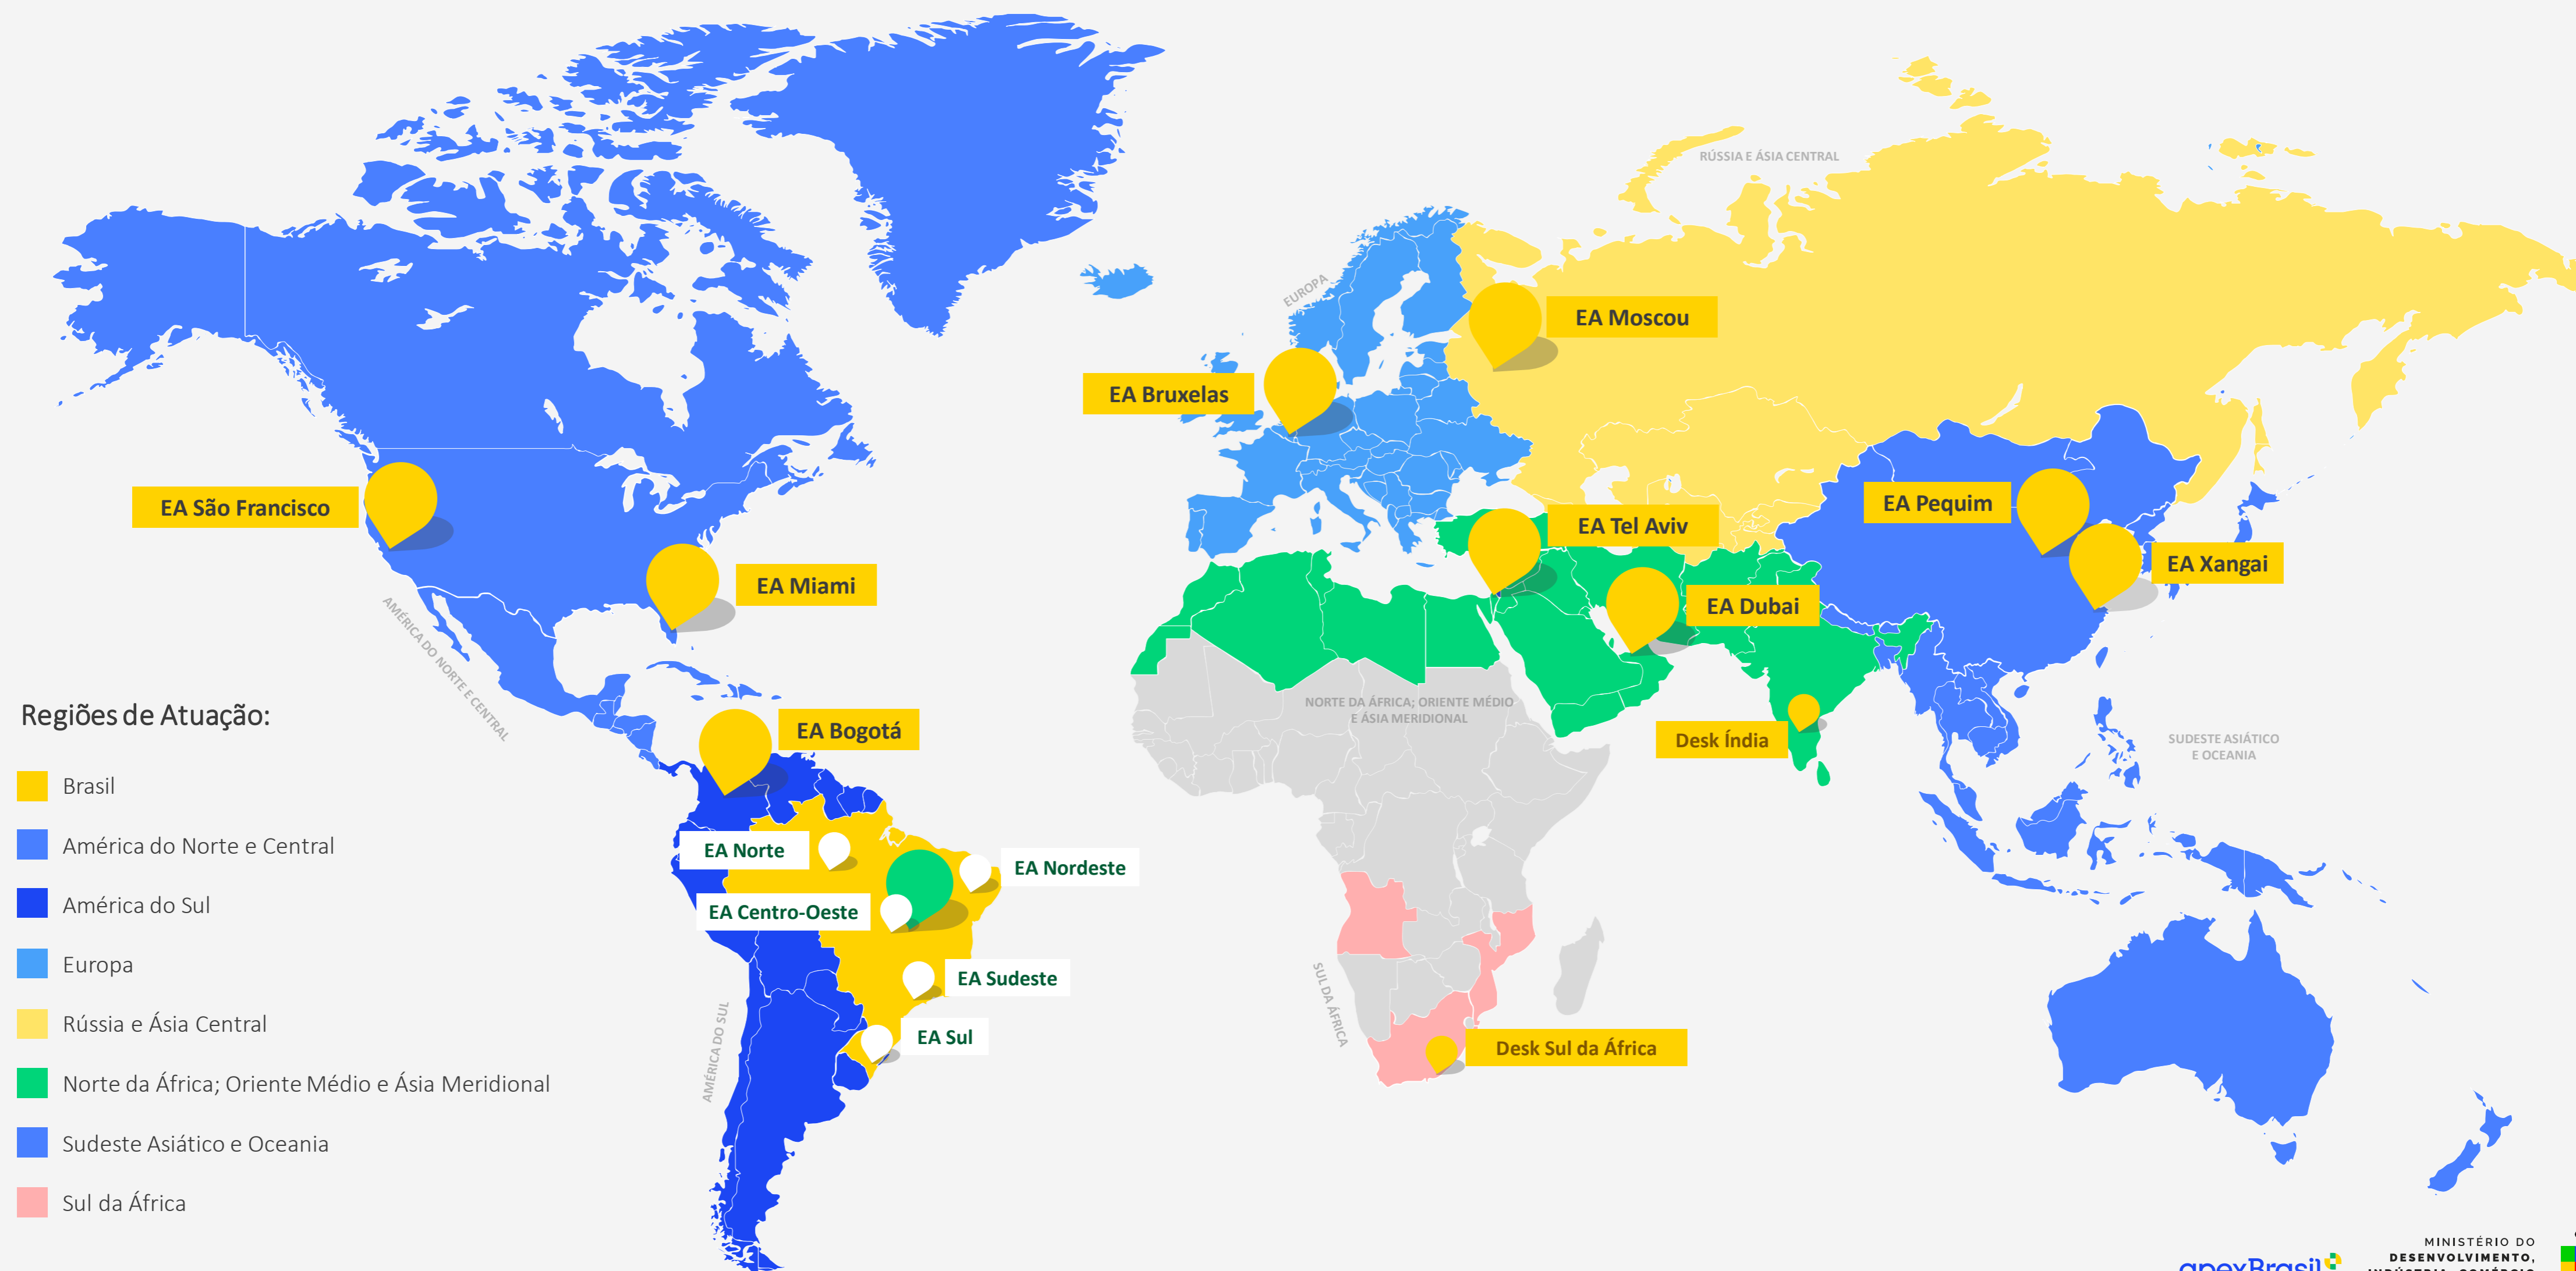 RÚSSIA E ÁSIA CENTRAL
EUROPA
EA Moscou
EA Bruxelas
EA São Francisco
EA Pequim
EA Tel Aviv
EA Xangai
EA Miami
EA Dubai
AMÉRICA DO NORTE E CENTRAL
NORTE DA ÁFRICA; ORIENTE MÉDIO
E ÁSIA MERIDIONAL
EA Bogotá
Desk Índia
SUDESTE ASIÁTICO
E OCEANIA
EA Norte
EA Nordeste
EA Centro-Oeste
EA Sudeste
EA Sul
AMÉRICA DO SUL
SUL DA ÁFRICA
Desk Sul da África
Regiões de Atuação:
Brasil
América do Norte e Central
América do Sul
Europa
Rússia e Ásia Central
Norte da África; Oriente Médio e Ásia Meridional
Sudeste Asiático e Oceania
Sul da África
apexBrasil
MINISTÉRIO DO
DESENVOLVIMENTO,
INDÚSTRIA, COMÉRCIO